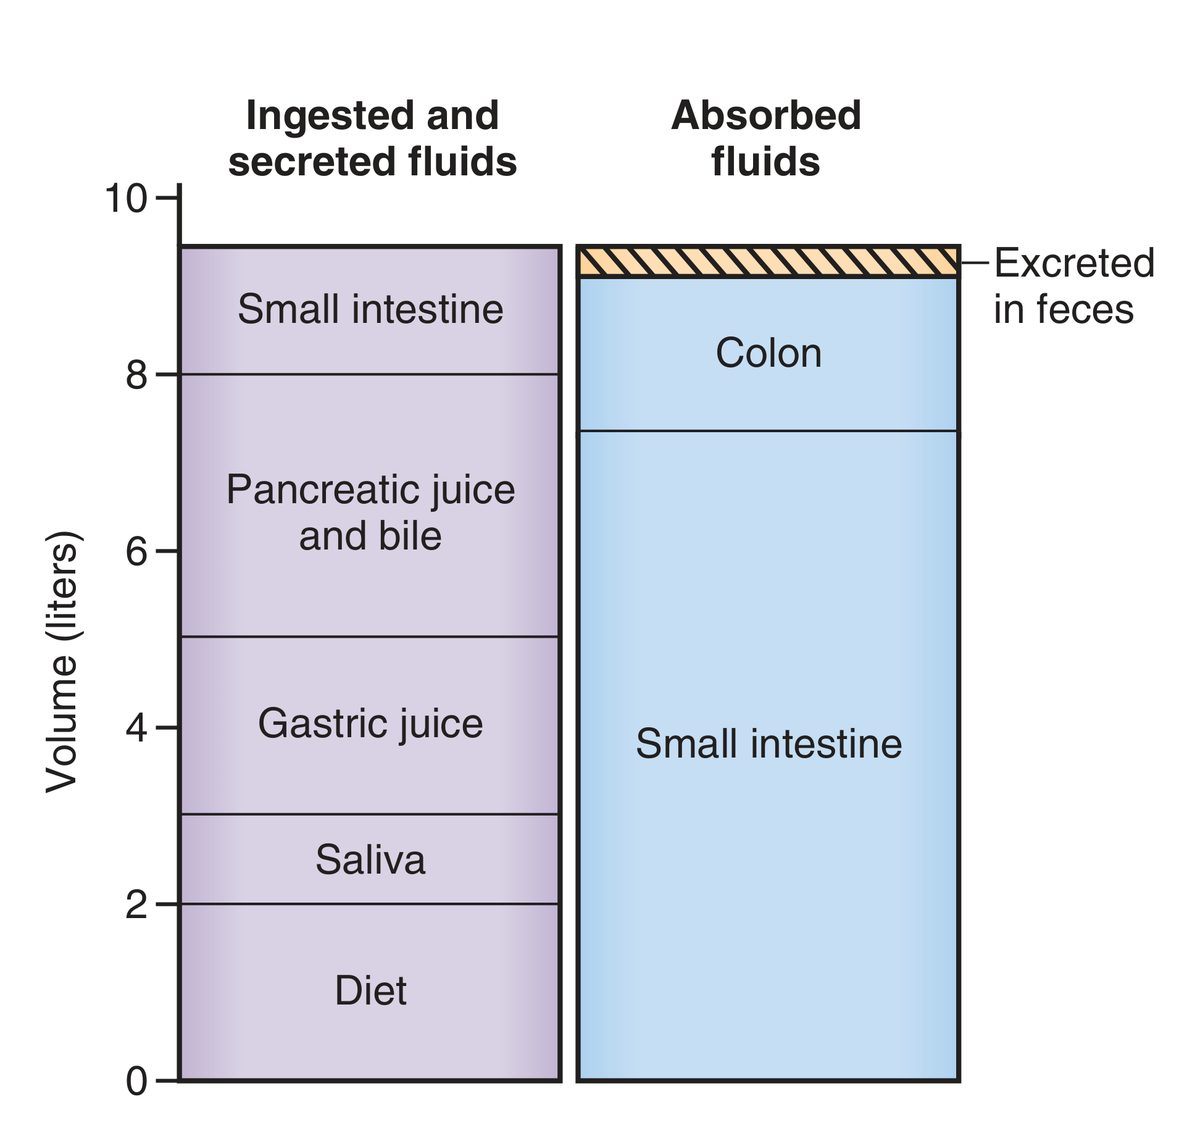 Ingested and
secreted fluids
Absorbed
fluids
10
8
6
4
2
0
Volume (liters)
Small intestine
Pancreatic juice
and bile
Gastric juice
Saliva
Diet
Excreted
in feces
Colon
Small intestine